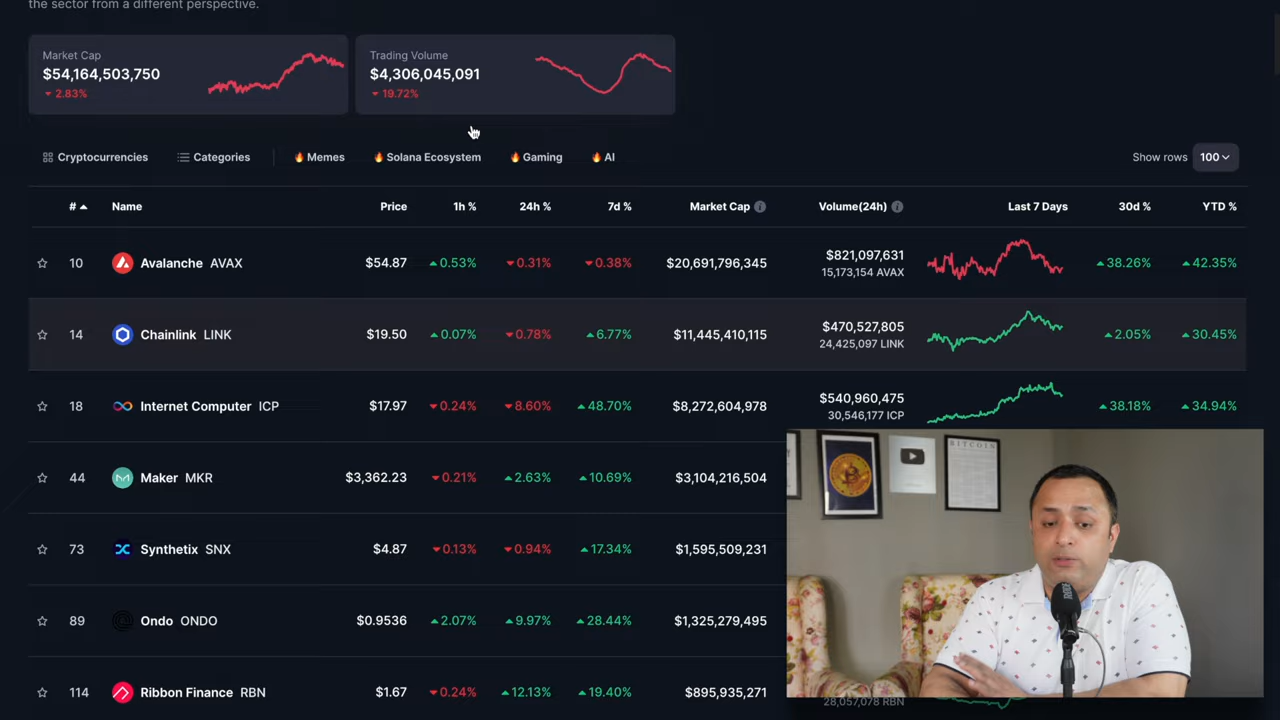 the sector from a different perspective.
Market Cap
$54,164,503,750
2.83%
Trading Volume
$4,306,045,091
19.72%
Cryptocurrencies Categories Memes Solana Ecosystem Gaming AI Show rows 100
# Name Price 1h % 24h % 7d % Market Cap Volume(24h) Last 7 Days 30d % YTD %
10 Avalanche AVAX $54.87 0.53% 0.31% 0.38% $20,691,796,345 $821,097,631 38.26% 42.35%
15,173,154 AVAX
14 Chainlink LINK $19.50 0.07% 0.78% 6.77% $11,445,410,115 $470,527,805 2.05% 30.45%
24,425,097 LINK
18 Internet Computer ICP $17.97 0.24% 8.60% 48.70% $8,272,604,978 $540,960,475 38.18% 34.94%
30,546,177 ICP
44 Maker MKR $3,362.23 0.21% 2.63% 10.69% $3,104,216,504
73 Synthetix SNX $4.87 0.13% 0.94% 17.34% $1,595,509,231
89 Ondo ONDO $0.9536 2.07% 9.97% 28.44% $1,325,279,495
114 Ribbon Finance RBN $1.67 0.24% 12.13% 19.40% $895,935,271
28,057,078 RBN
BITCOIN